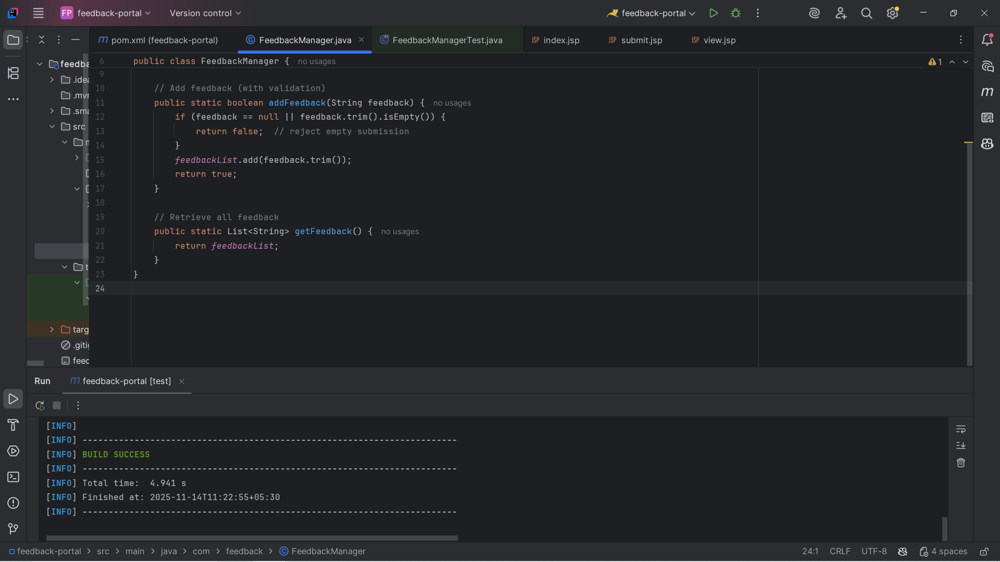 FP feedback-portal Version control feedback-portal
m pom.xml (feedback-portal) FeedbackManager.java FeedbackManagerTest.java JSP index.jsp JSP submit.jsp JSP view.jsp
6 public class FeedbackManager { no usages
1
9
10 // Add feedback (with validation)
11 public static boolean addFeedback(String feedback) { no usages
12 if (feedback == null || feedback.trim().isEmpty()) {
13 return false; // reject empty submission
14 }
15 feedbackList.add(feedback.trim());
16 return true;
17 }
18
19 // Retrieve all feedback
20 public static List<String> getFeedback() { no usages
21 return feedbackList;
22 }
23 }
24
feedba
.idea
.mvn
.sma
src
m
t
targ
.gitig
feed
Run m feedback-portal [test]
[INFO]
[INFO] ------------------------------------------------------------------------
[INFO] BUILD SUCCESS
[INFO] ------------------------------------------------------------------------
[INFO] Total time:  4.941 s
[INFO] Finished at: 2025-11-14T11:22:55+05:30
[INFO] ------------------------------------------------------------------------
feedback-portal > src > main > java > com > feedback > FeedbackManager 24:1 CRLF UTF-8 4 spaces